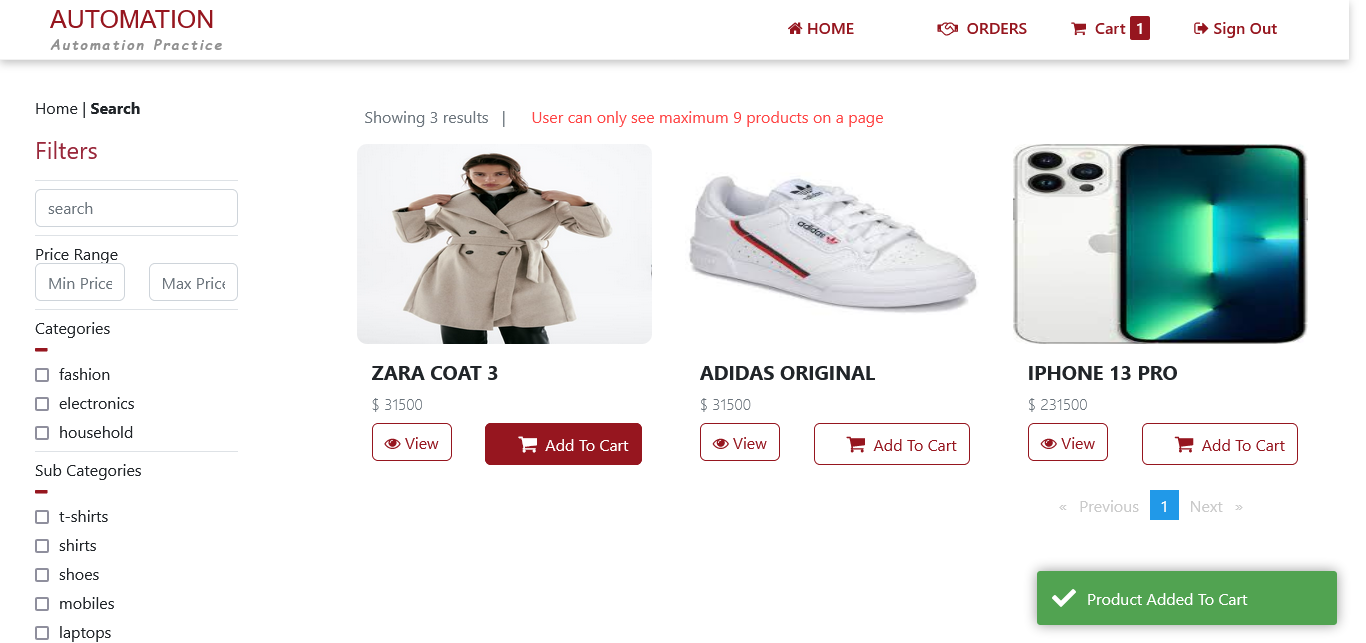 AUTOMATION
Automation Practice
HOME
ORDERS
Cart 1
Sign Out
Home | Search
Showing 3 results | User can only see maximum 9 products on a page
Filters
search
Price Range
Min Price
Max Price
Categories
fashion
electronics
household
Sub Categories
t-shirts
shirts
shoes
mobiles
laptops
adidas
ZARA COAT 3
$ 31500
View
Add To Cart
ADIDAS ORIGINAL
$ 31500
View
Add To Cart
IPHONE 13 PRO
$ 231500
View
Add To Cart
« Previous 1 Next »
Product Added To Cart